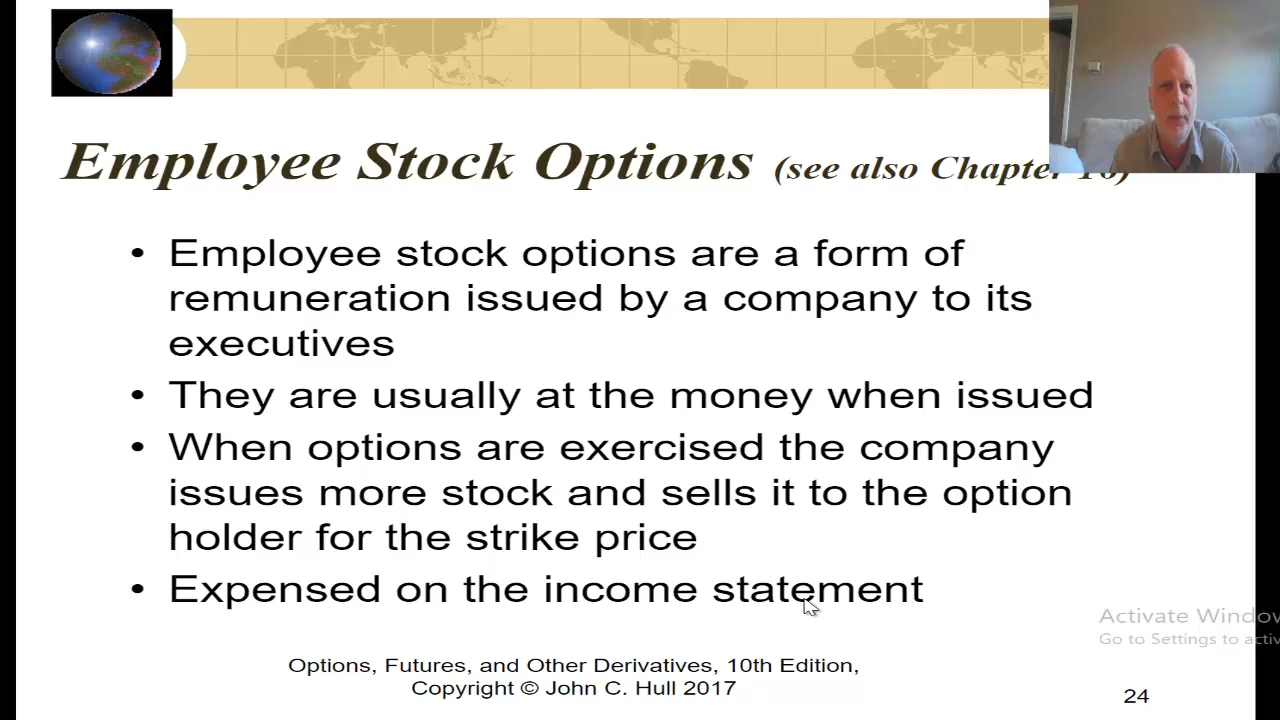 Employee Stock Options (see also Chapter 16)
• Employee stock options are a form of
remuneration issued by a company to its
executives
• They are usually at the money when issued
• When options are exercised the company
issues more stock and sells it to the option
holder for the strike price
• Expensed on the income statement
Activate Window
Go to Settings to activ
Options, Futures, and Other Derivatives, 10th Edition,
Copyright © John C. Hull 2017
24